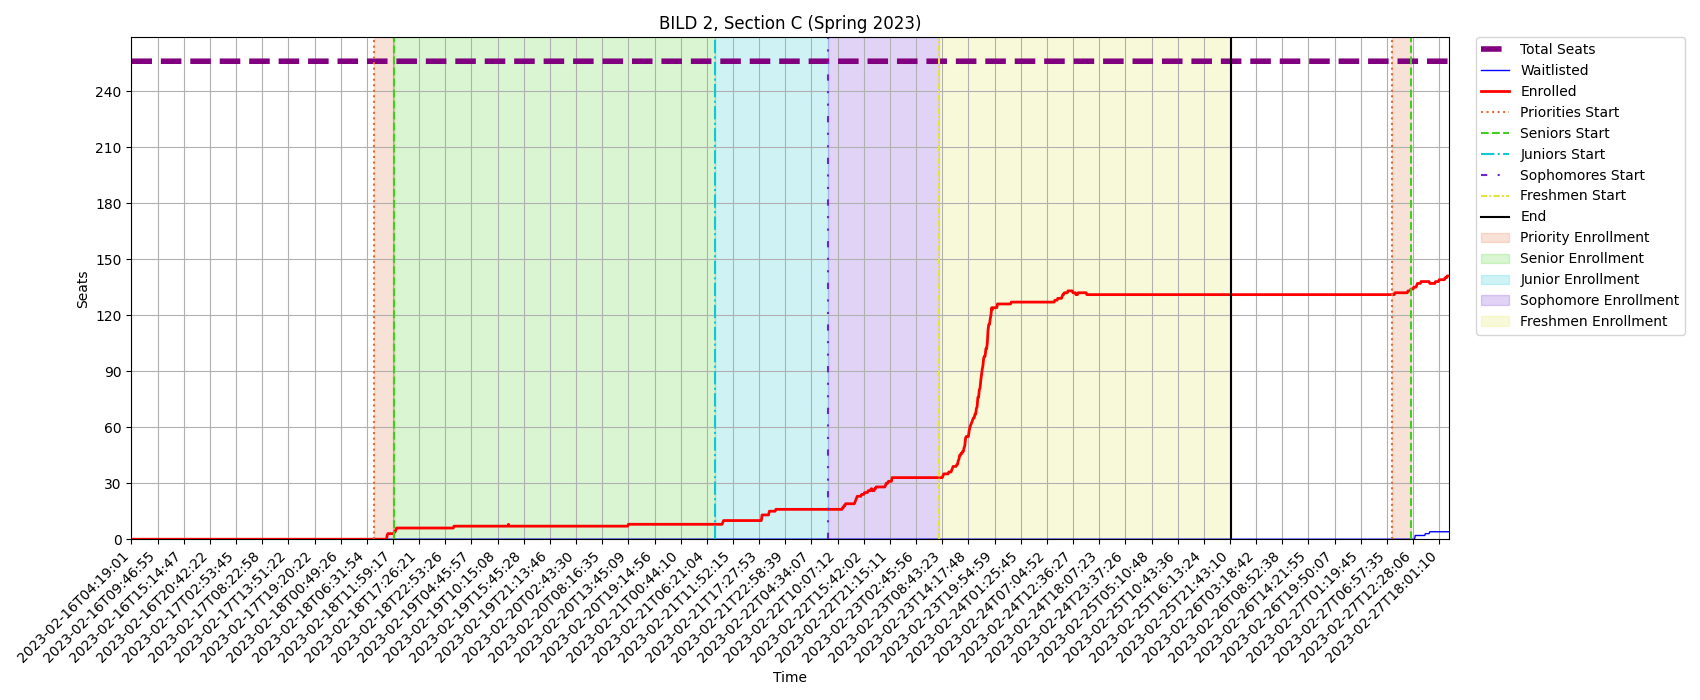 BILD 2, Section C (Spring 2023)
Seats
240
210
180
150
120
90
60
30
0
2023-02-16T04:19:01
2023-02-16T09:46:55
2023-02-16T15:14:47
2023-02-16T20:42:22
2023-02-17T02:53:45
2023-02-17T08:22:58
2023-02-17T13:51:22
2023-02-17T19:20:22
2023-02-18T00:49:26
2023-02-18T06:31:54
2023-02-18T11:59:17
2023-02-18T17:26:21
2023-02-18T22:53:26
2023-02-19T04:45:57
2023-02-19T10:15:08
2023-02-19T15:45:28
2023-02-19T21:13:46
2023-02-20T02:43:30
2023-02-20T08:16:35
2023-02-20T13:45:09
2023-02-20T19:14:56
2023-02-21T00:44:10
2023-02-21T06:21:04
2023-02-21T11:52:15
2023-02-21T17:27:53
2023-02-21T22:58:39
2023-02-22T04:34:07
2023-02-22T10:07:12
2023-02-22T15:42:02
2023-02-22T21:15:11
2023-02-23T02:45:56
2023-02-23T08:43:23
2023-02-23T14:17:48
2023-02-23T19:54:59
2023-02-24T01:25:45
2023-02-24T07:04:52
2023-02-24T12:36:27
2023-02-24T18:07:23
2023-02-24T23:37:26
2023-02-25T05:10:48
2023-02-25T10:43:36
2023-02-25T16:13:24
2023-02-25T21:43:10
2023-02-26T03:18:42
2023-02-26T08:52:38
2023-02-26T14:21:55
2023-02-26T19:50:07
2023-02-27T01:19:45
2023-02-27T06:57:35
2023-02-27T12:28:06
2023-02-27T18:01:10
Time
Total Seats
Waitlisted
Enrolled
Priorities Start
Seniors Start
Juniors Start
Sophomores Start
Freshmen Start
End
Priority Enrollment
Senior Enrollment
Junior Enrollment
Sophomore Enrollment
Freshmen Enrollment